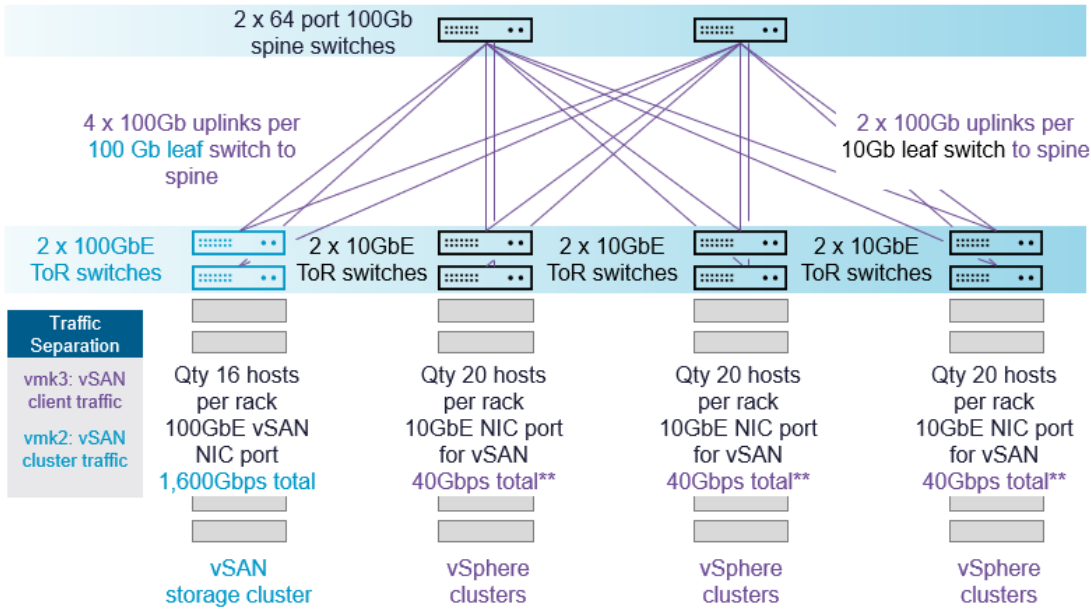 2 x 64 port 100Gb
spine switches
4 x 100Gb uplinks per
100 Gb leaf switch to
spine
2 x 100Gb uplinks per
10Gb leaf switch to spine
2 x 100GbE
ToR switches
2 x 10GbE
ToR switches
2 x 10GbE
ToR switches
2 x 10GbE
ToR switches
Traffic
Separation
vmk3: vSAN
client traffic
vmk2: vSAN
cluster traffic
Qty 16 hosts
per rack
100GbE vSAN
NIC port
1,600Gbps total
Qty 20 hosts
per rack
10GbE NIC port
for vSAN
40Gbps total**
Qty 20 hosts
per rack
10GbE NIC port
for vSAN
40Gbps total**
Qty 20 hosts
per rack
10GbE NIC port
for vSAN
40Gbps total**
vSAN
storage cluster
vSphere
clusters
vSphere
clusters
vSphere
clusters